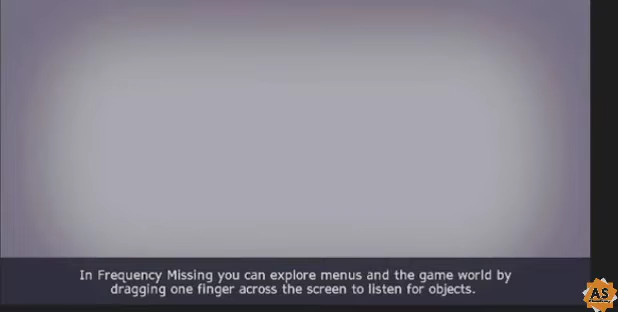 In Frequency Missing you can explore menus and the game world by
dragging one finger across the screen to listen for objects.
AS